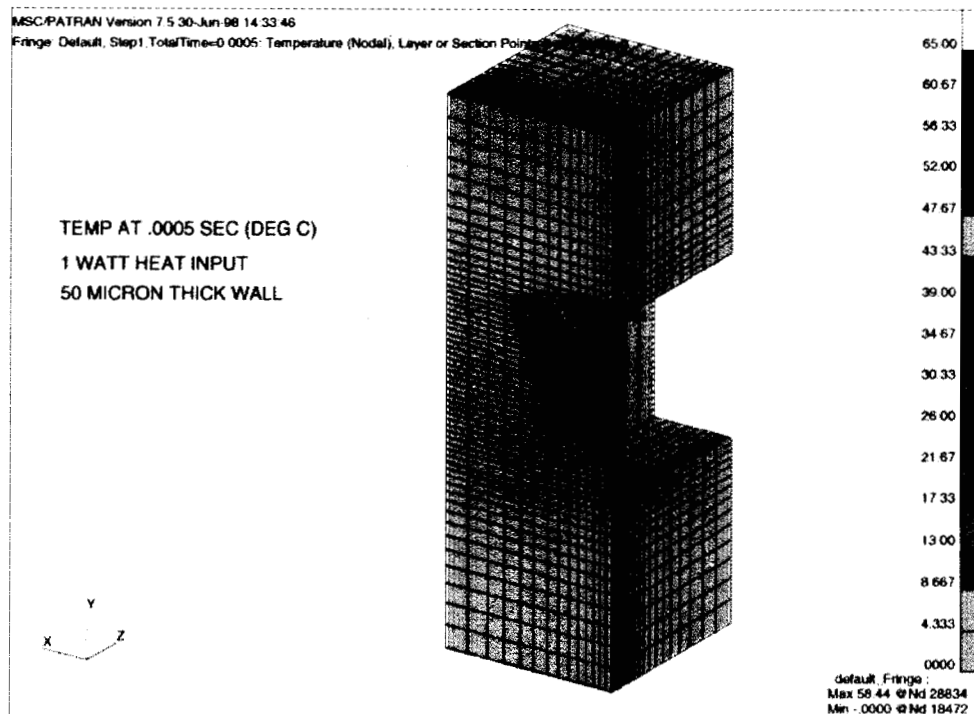 MSC/PATRAN Version 7.5 30-Jun-98 14:33:46
Fringe: Default, Step1,TotalTime=0.0005: Temperature (Nodal), Layer or Section Point
TEMP AT .0005 SEC (DEG C)
1 WATT HEAT INPUT
50 MICRON THICK WALL
65.00
60.67
56.33
52.00
47.67
43.33
39.00
34.67
30.33
26.00
21.67
17.33
13.00
8.667
4.333
.0000
Y
X
Z
default_Fringe :
Max 58.44 @Nd 28834
Min -.0000 @Nd 18472